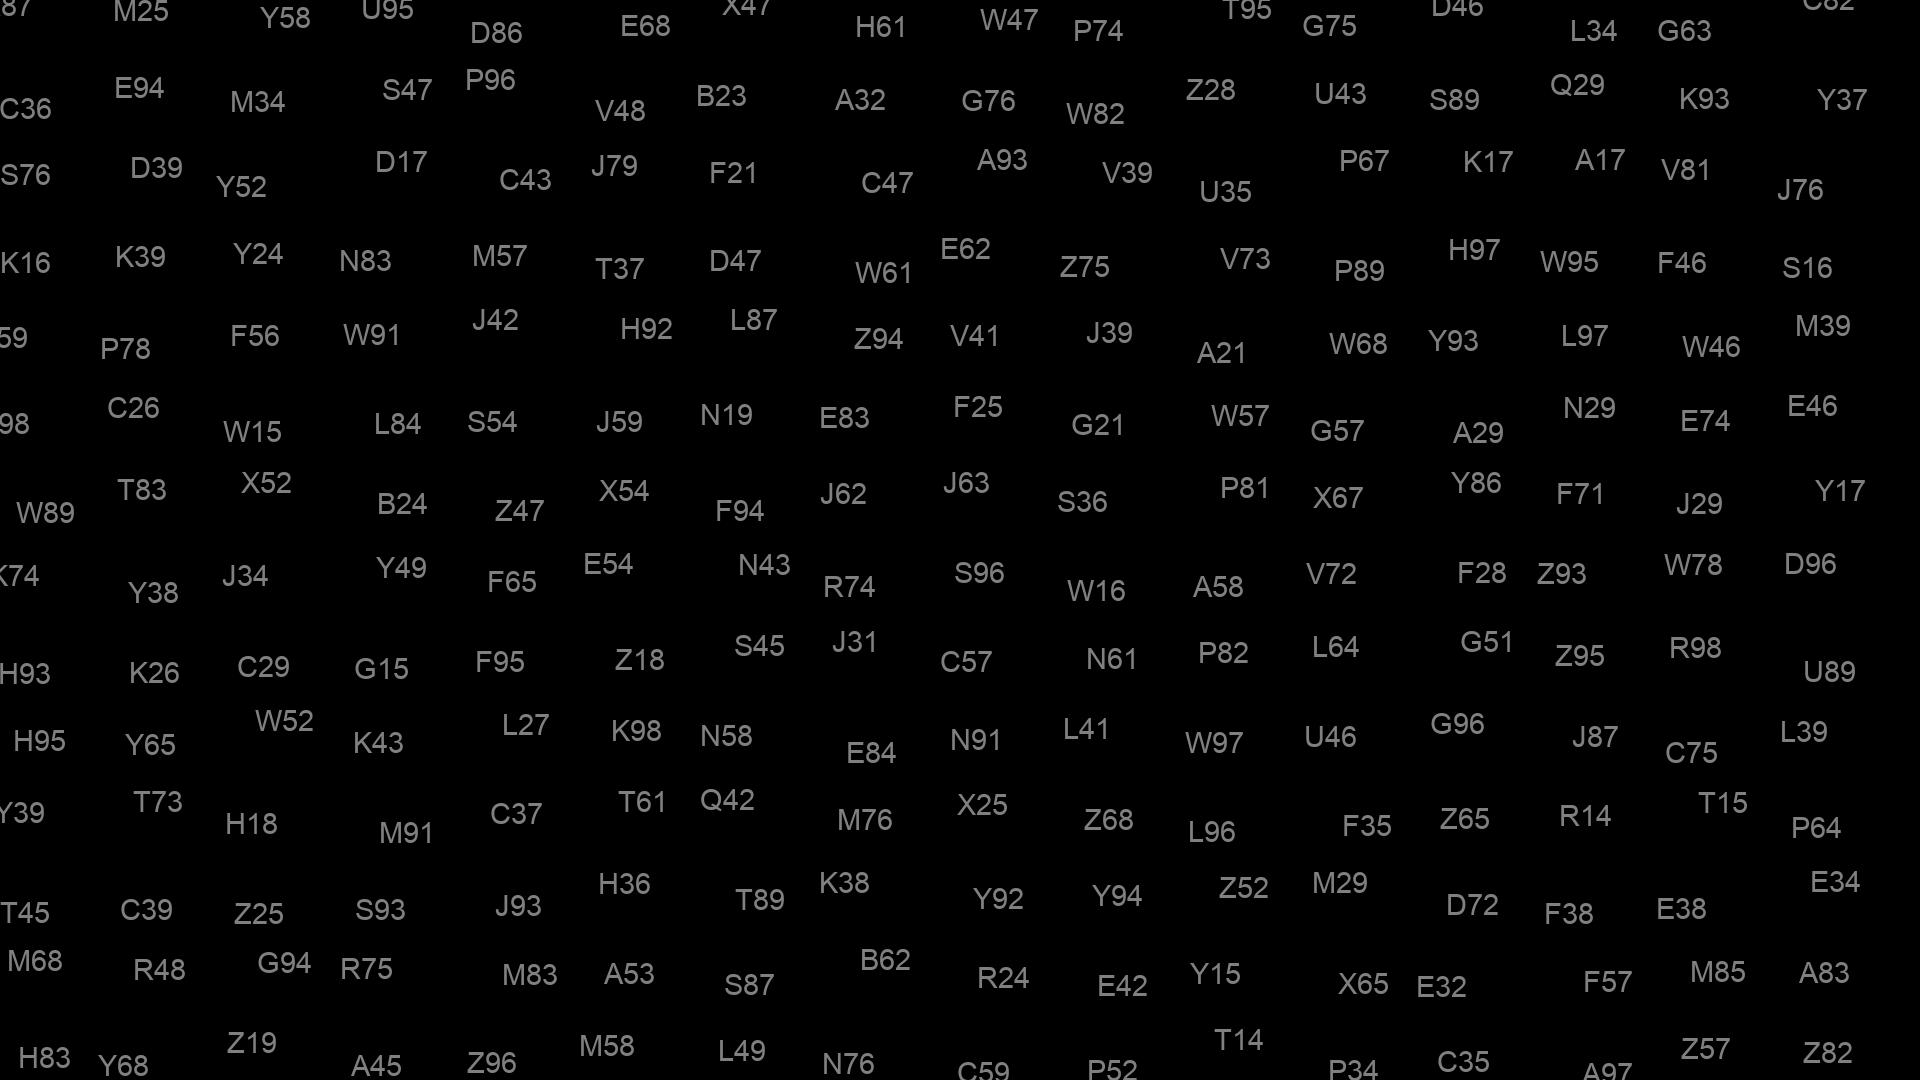 87 M25 Y58 U95 D86 E68 X47 H61 W47 P74 T95 G75 D46 L34 G63 C82
C36 E94 M34 S47 P96 V48 B23 A32 G76 W82 Z28 U43 S89 Q29 K93 Y37
S76 D39 Y52 D17 C43 J79 F21 C47 A93 V39 U35 P67 K17 A17 V81 J76
K16 K39 Y24 N83 M57 T37 D47 W61 E62 Z75 V73 P89 H97 W95 F46 S16
59 P78 F56 W91 J42 H92 L87 Z94 V41 J39 A21 W68 Y93 L97 W46 M39
98 C26 W15 L84 S54 J59 N19 E83 F25 G21 W57 G57 A29 N29 E74 E46
W89 T83 X52 B24 Z47 X54 F94 J62 J63 S36 P81 X67 Y86 F71 J29 Y17
K74 Y38 J34 Y49 F65 E54 N43 R74 S96 W16 A58 V72 F28 Z93 W78 D96
H93 K26 C29 G15 F95 Z18 S45 J31 C57 N61 P82 L64 G51 Z95 R98 U89
H95 Y65 W52 K43 L27 K98 N58 E84 N91 L41 W97 U46 G96 J87 C75 L39
Y39 T73 H18 M91 C37 T61 Q42 M76 X25 Z68 L96 F35 Z65 R14 T15 P64
T45 C39 Z25 S93 J93 H36 T89 K38 Y92 Y94 Z52 M29 D72 F38 E38 E34
M68 R48 G94 R75 M83 A53 S87 B62 R24 E42 Y15 X65 E32 F57 M85 A83
H83 Y68 Z19 A45 Z96 M58 L49 N76 C59 P52 T14 P34 C35 A97 Z57 Z82